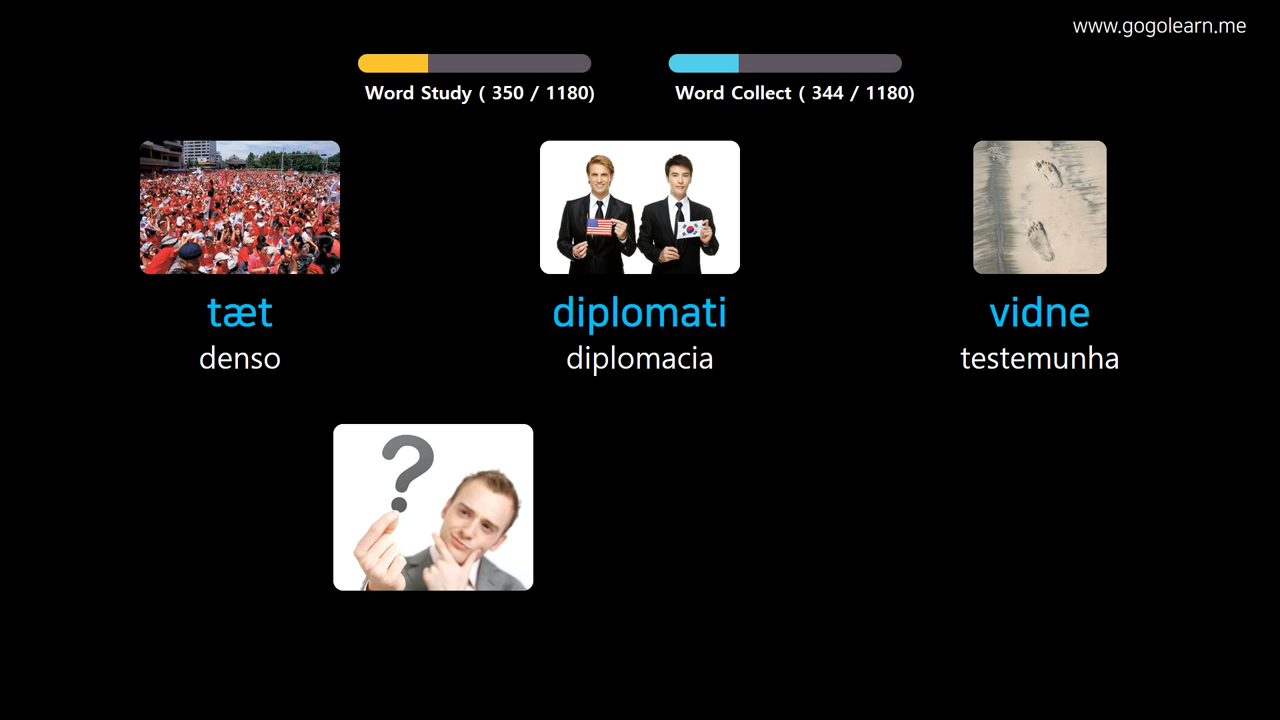 www.gogolearn.me
Word Study ( 350 / 1180)
Word Collect ( 344 / 1180)
tæt
diplomati
vidne
denso
diplomacia
testemunha
?